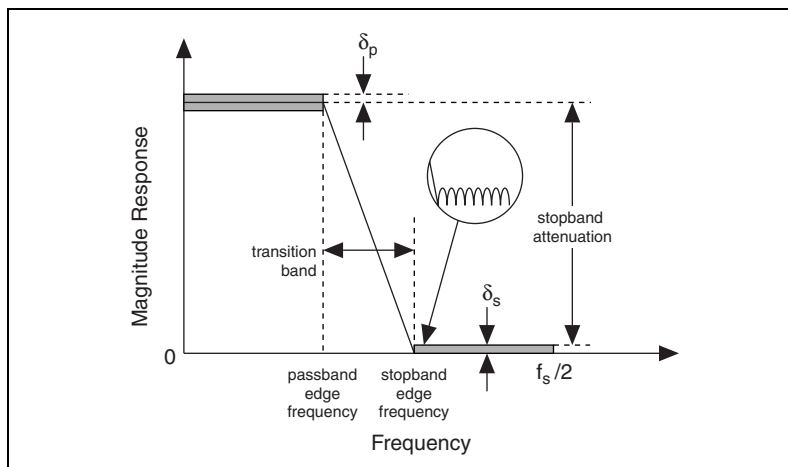 δp
Magnitude Response
transition
band
stopband
attenuation
δs
0
fs/2
passband
edge
frequency
stopband
edge
frequency
Frequency